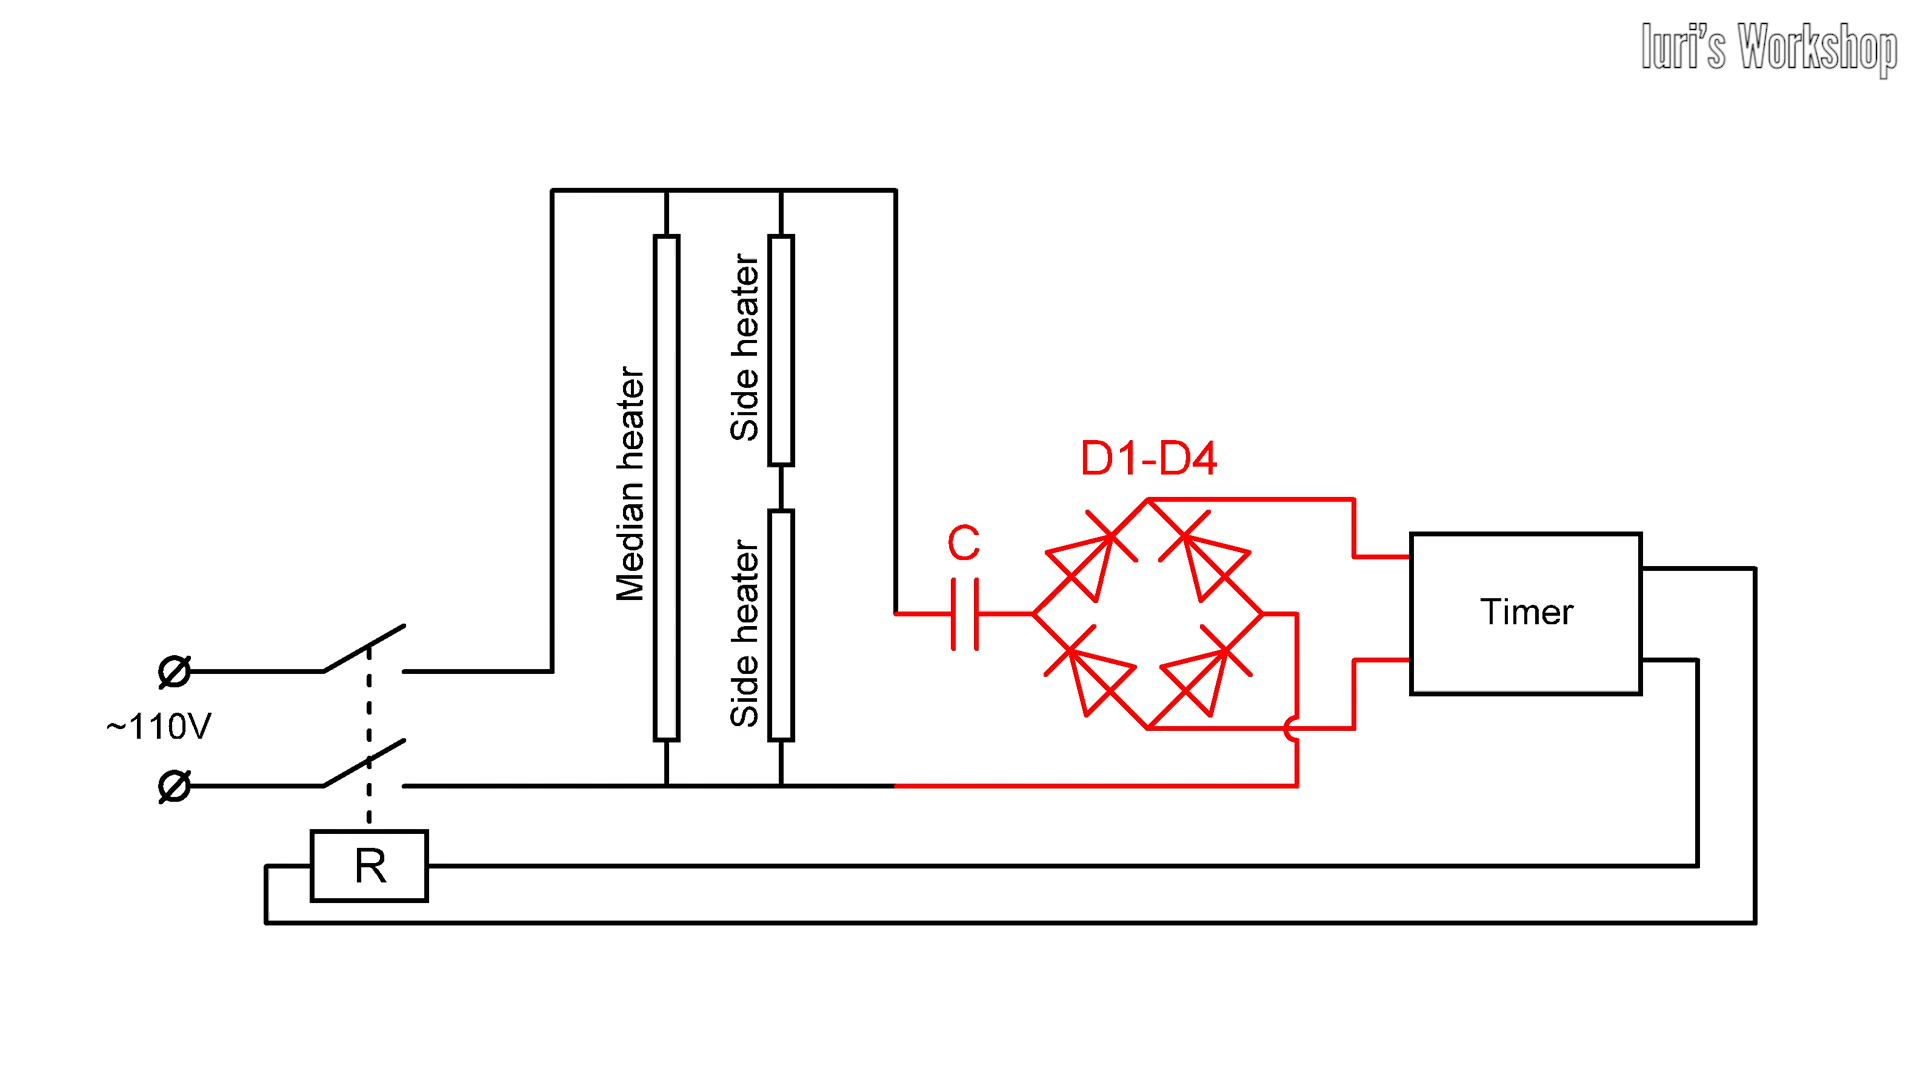 Iuri's Workshop
Median heater
Side heater
Side heater
D1-D4
C
Timer
~110V
R